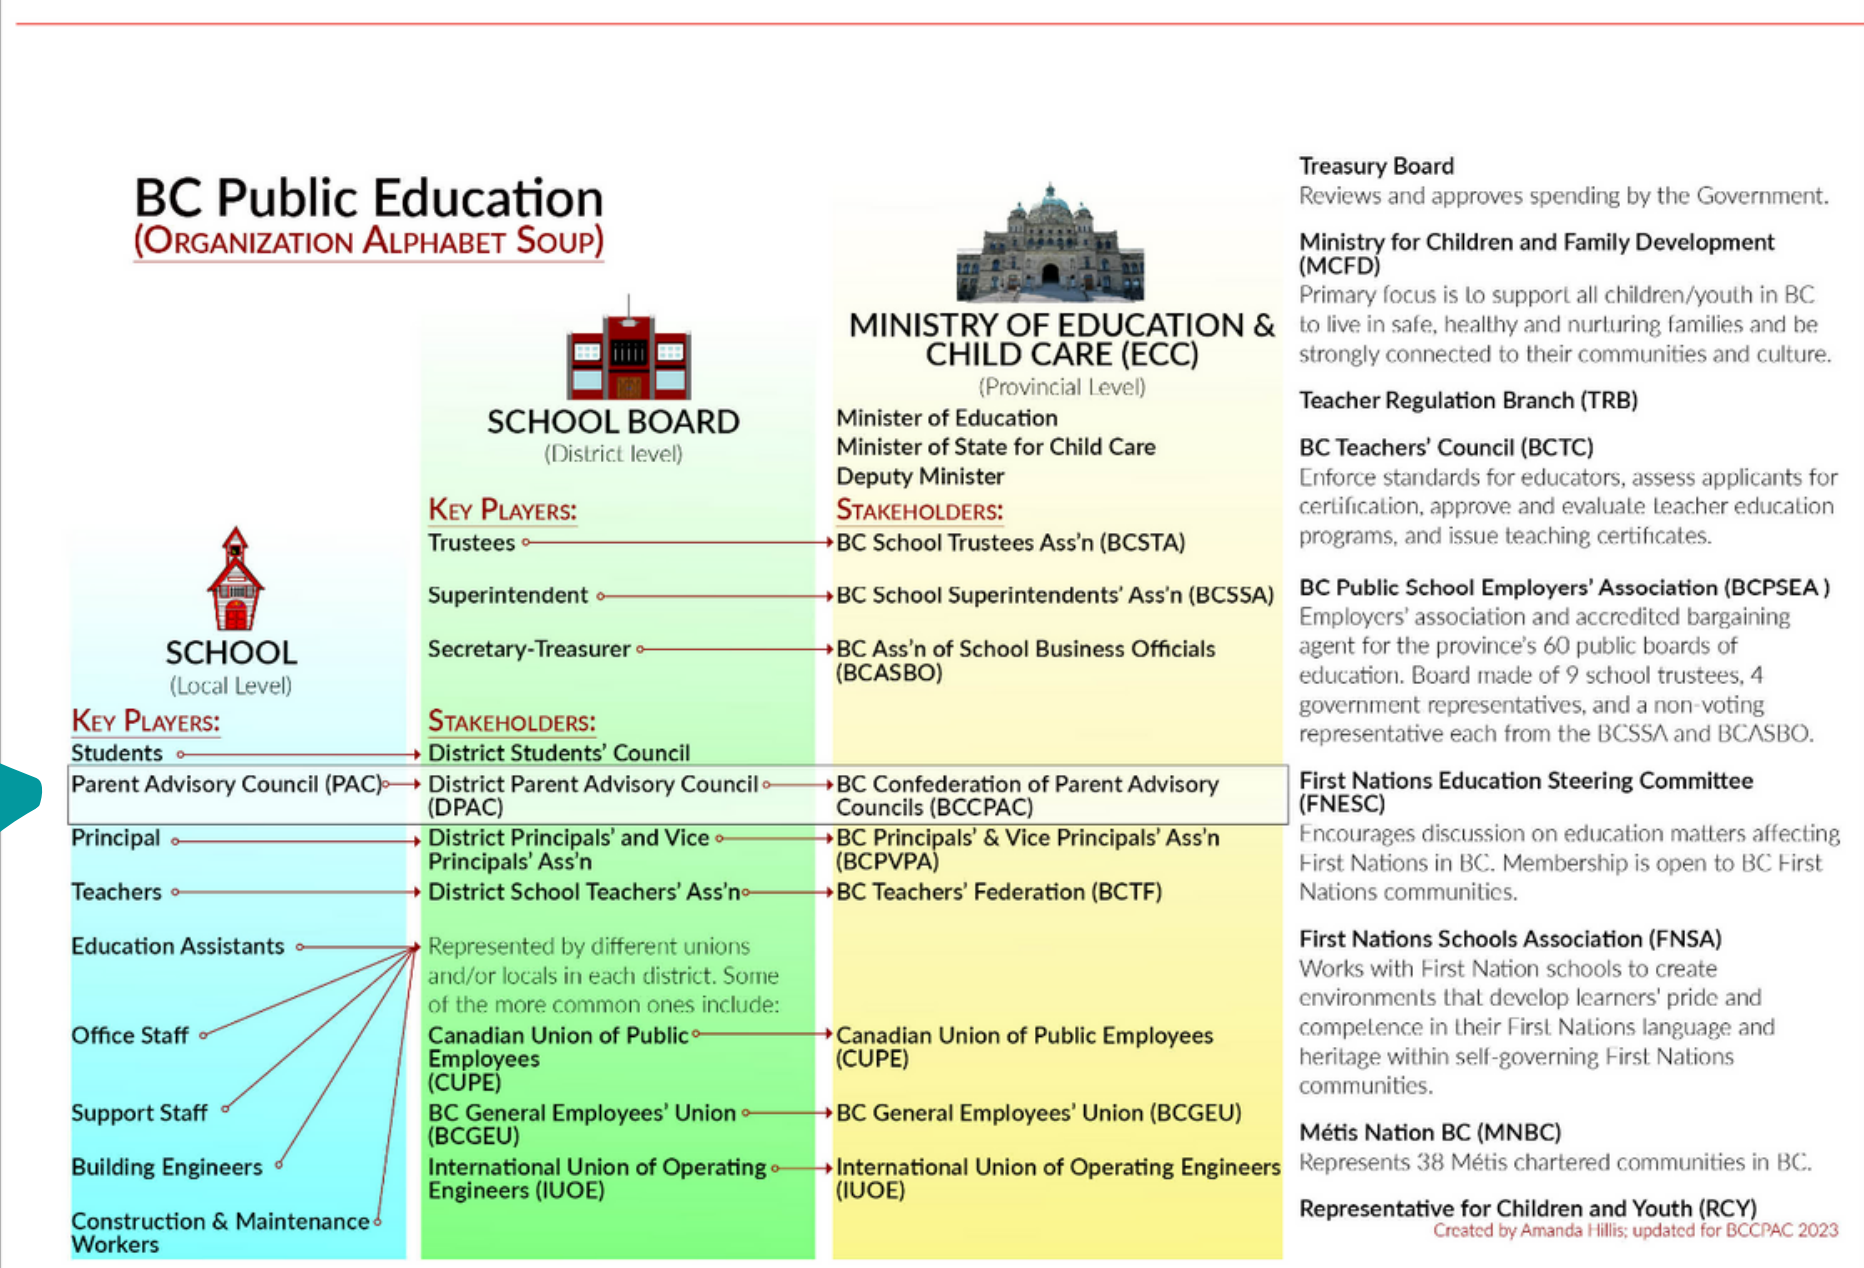 BC Public Education
(Organization Alphabet Soup)
SCHOOL
(Local Level)
Key Players:
Students
Parent Advisory Council (PAC)
Principal
Teachers
Education Assistants
Office Staff
Support Staff
Building Engineers
Construction & Maintenance
Workers
SCHOOL BOARD
(District level)
Key Players:
Trustees
Superintendent
Secretary-Treasurer
Stakeholders:
District Students' Council
District Parent Advisory Council
(DPAC)
District Principals' and Vice
Principals' Ass'n
District School Teachers' Ass'n
Represented by different unions
and/or locals in each district. Some
of the more common ones include:
Canadian Union of Public
Employees
(CUPE)
BC General Employees' Union
(BCGEU)
International Union of Operating
Engineers (IUOE)
MINISTRY OF EDUCATION &
CHILD CARE (ECC)
(Provincial Level)
Minister of Education
Minister of State for Child Care
Deputy Minister
Stakeholders:
BC School Trustees Ass'n (BCSTA)
BC School Superintendents' Ass'n (BCSSA)
BC Ass'n of School Business Officials
(BCASBO)
BC Confederation of Parent Advisory
Councils (BCCPAC)
BC Principals' & Vice Principals' Ass'n
(BCPVPA)
BC Teachers' Federation (BCTF)
Canadian Union of Public Employees
(CUPE)
BC General Employees' Union (BCGEU)
International Union of Operating Engineers
(IUOE)
Treasury Board
Reviews and approves spending by the Government.
Ministry for Children and Family Development
(MCFD)
Primary focus is to support all children/youth in BC
to live in safe, healthy and nurturing families and be
strongly connected to their communities and culture.
Teacher Regulation Branch (TRB)
BC Teachers' Council (BCTC)
Enforce standards for educators, assess applicants for
certification, approve and evaluate teacher education
programs, and issue teaching certificates.
BC Public School Employers' Association (BCPSEA )
Employers' association and accredited bargaining
agent for the province's 60 public boards of
education. Board made of 9 school trustees, 4
government representatives, and a non-voting
representative each from the BCSSA and BCASBO.
First Nations Education Steering Committee
(FNESC)
Encourages discussion on education matters affecting
First Nations in BC. Membership is open to BC First
Nations communities.
First Nations Schools Association (FNSA)
Works with First Nation schools to create
environments that develop learners' pride and
competence in their First Nations language and
heritage within self-governing First Nations
communities.
Métis Nation BC (MNBC)
Represents 38 Métis chartered communities in BC.
Representative for Children and Youth (RCY)
Created by Amanda Hillis; updated for BCCPAC 2023